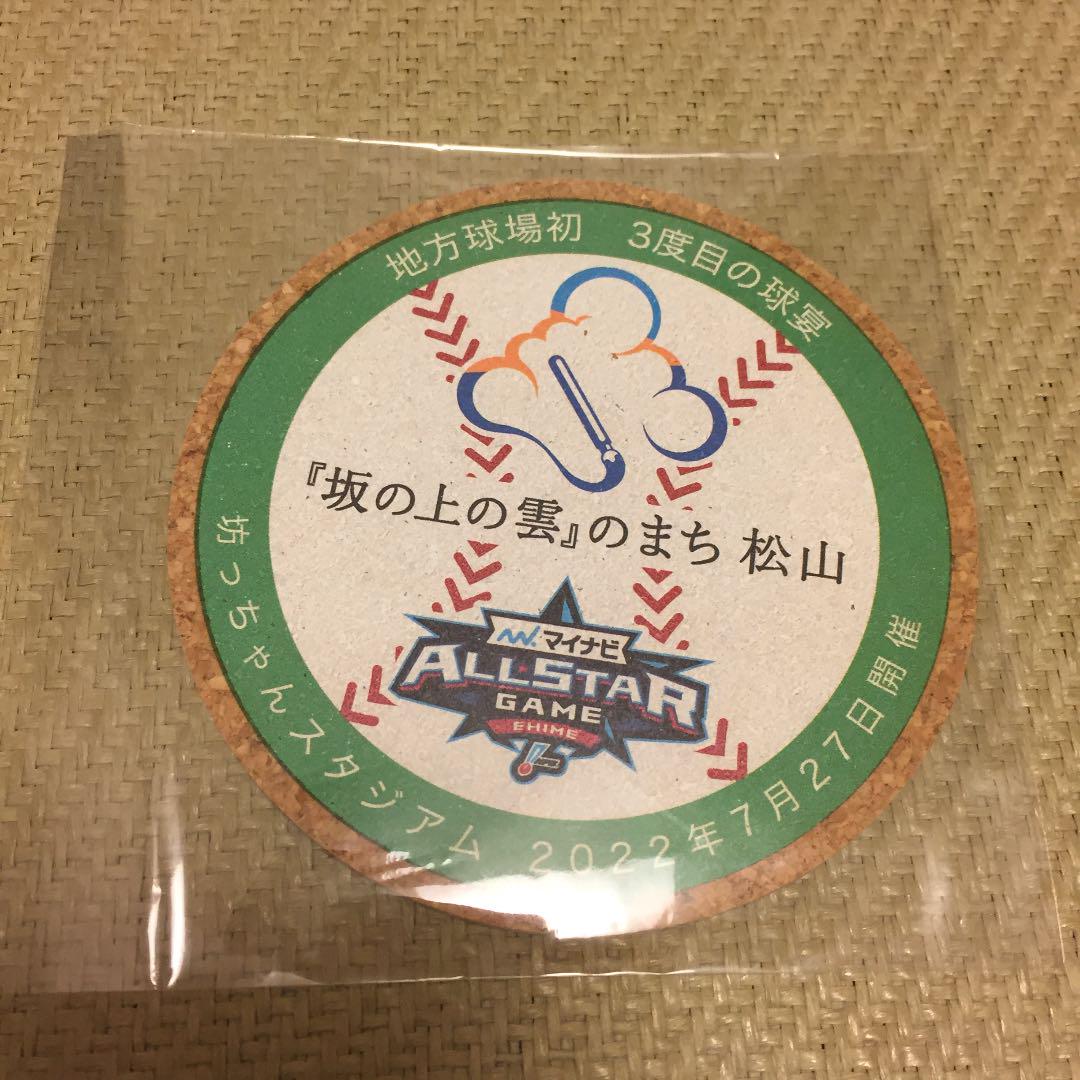 地方球場初 3度目の球宴
『坂の上の雲』のまち 松山
マイナビ
ALLSTAR
GAME
EHIME
坊っちゃんスタジアム 2022年7月27日開催